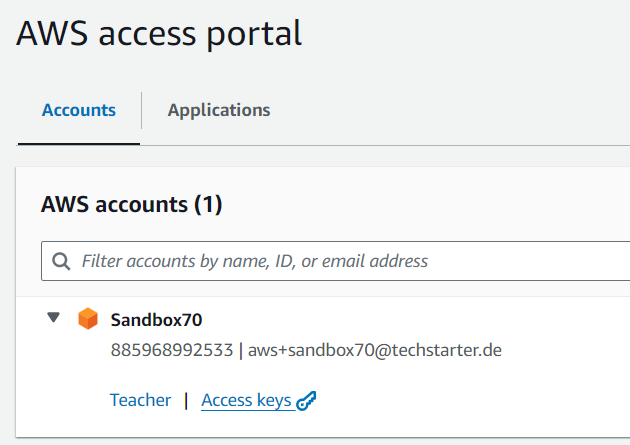 AWS access portal
Accounts
Applications
AWS accounts (1)
Filter accounts by name, ID, or email address
Sandbox70
885968992533 | aws+sandbox70@techstarter.de
Teacher | Access keys